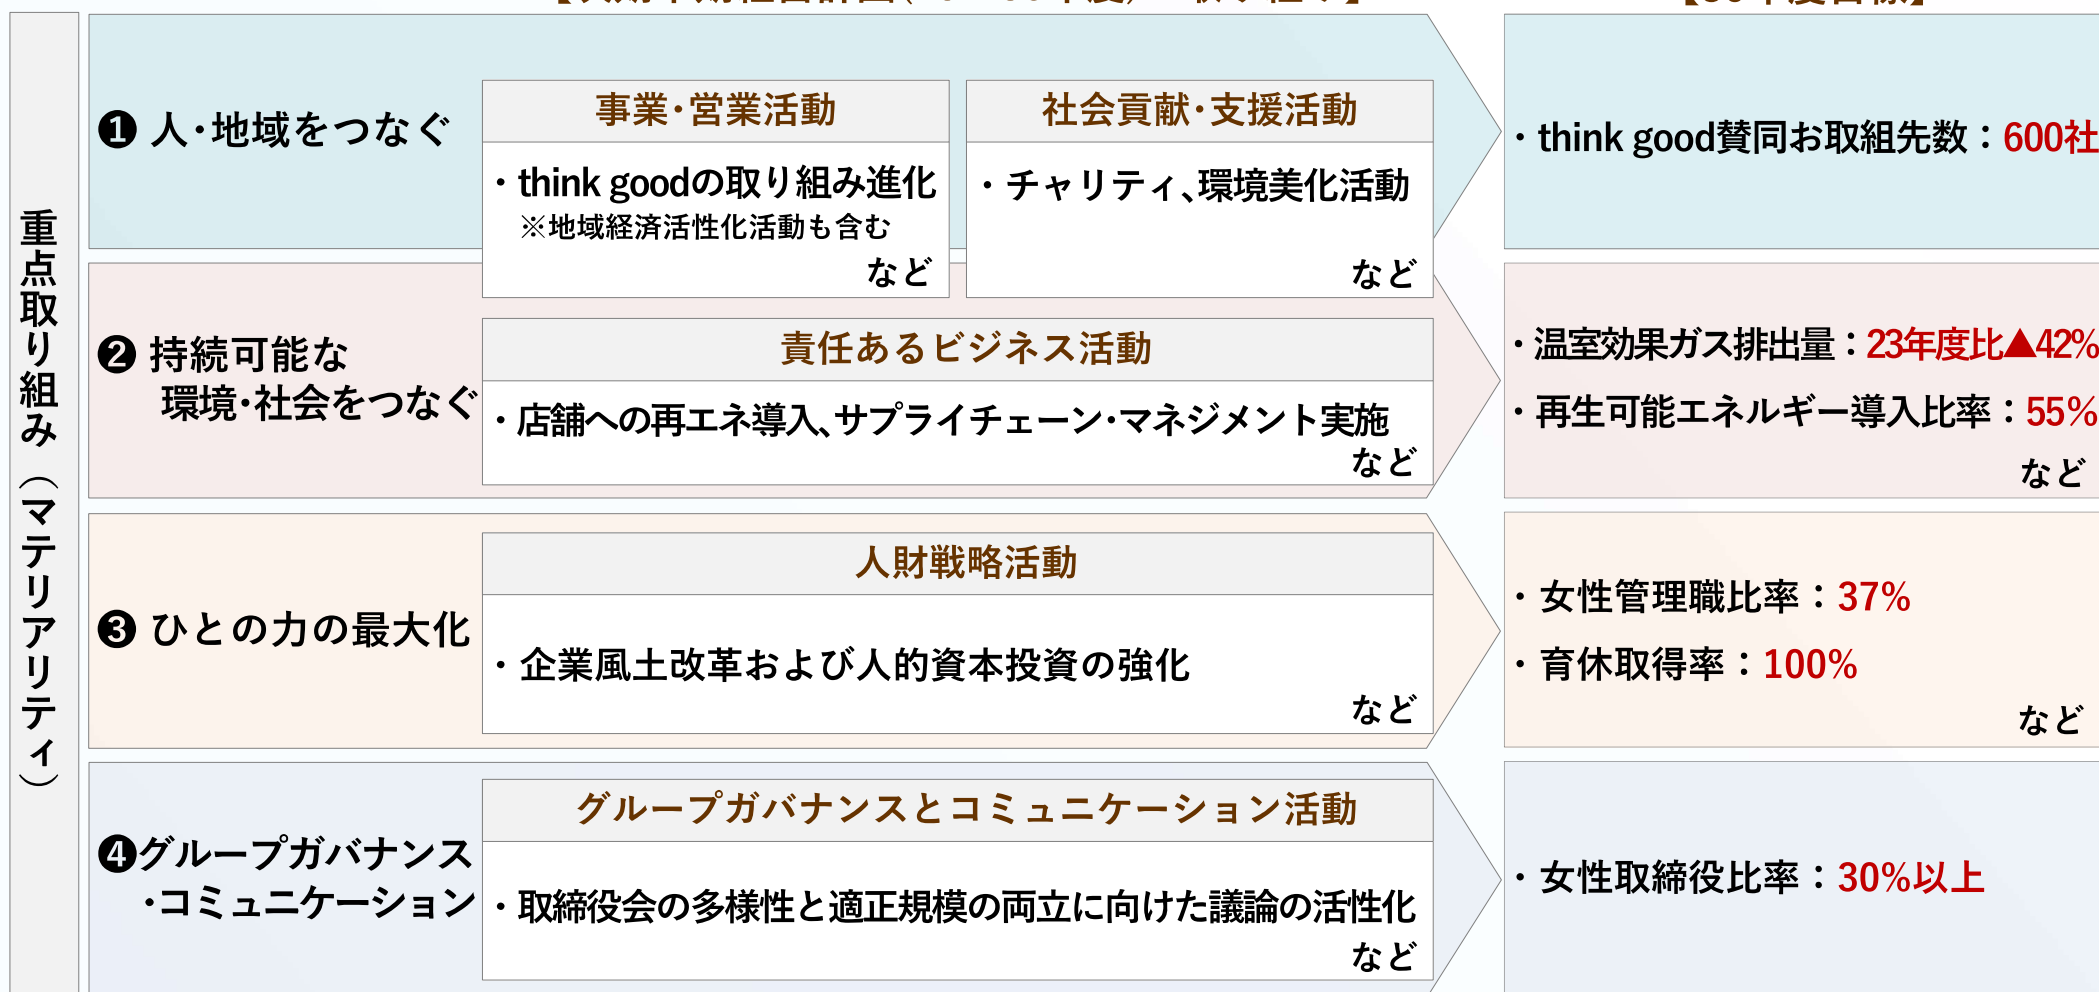 重点取り組み（マテリアリティ）
❶ 人・地域をつなぐ
事業・営業活動
・think goodの取り組み進化
※地域経済活性化活動も含む
など
社会貢献・支援活動
・チャリティ、環境美化活動
など
・think good賛同お取組先数：600社
❷ 持続可能な
環境・社会をつなぐ
責任あるビジネス活動
・店舗への再エネ導入、サプライチェーン・マネジメント実施
など
・温室効果ガス排出量：23年度比▲42%
・再生可能エネルギー導入比率：55%
など
❸ ひとの力の最大化
人財戦略活動
・企業風土改革および人的資本投資の強化
など
・女性管理職比率：37%
・育休取得率：100%
など
❹グループガバナンス
・コミュニケーション
グループガバナンスとコミュニケーション活動
・取締役会の多様性と適正規模の両立に向けた議論の活性化
など
・女性取締役比率：30%以上